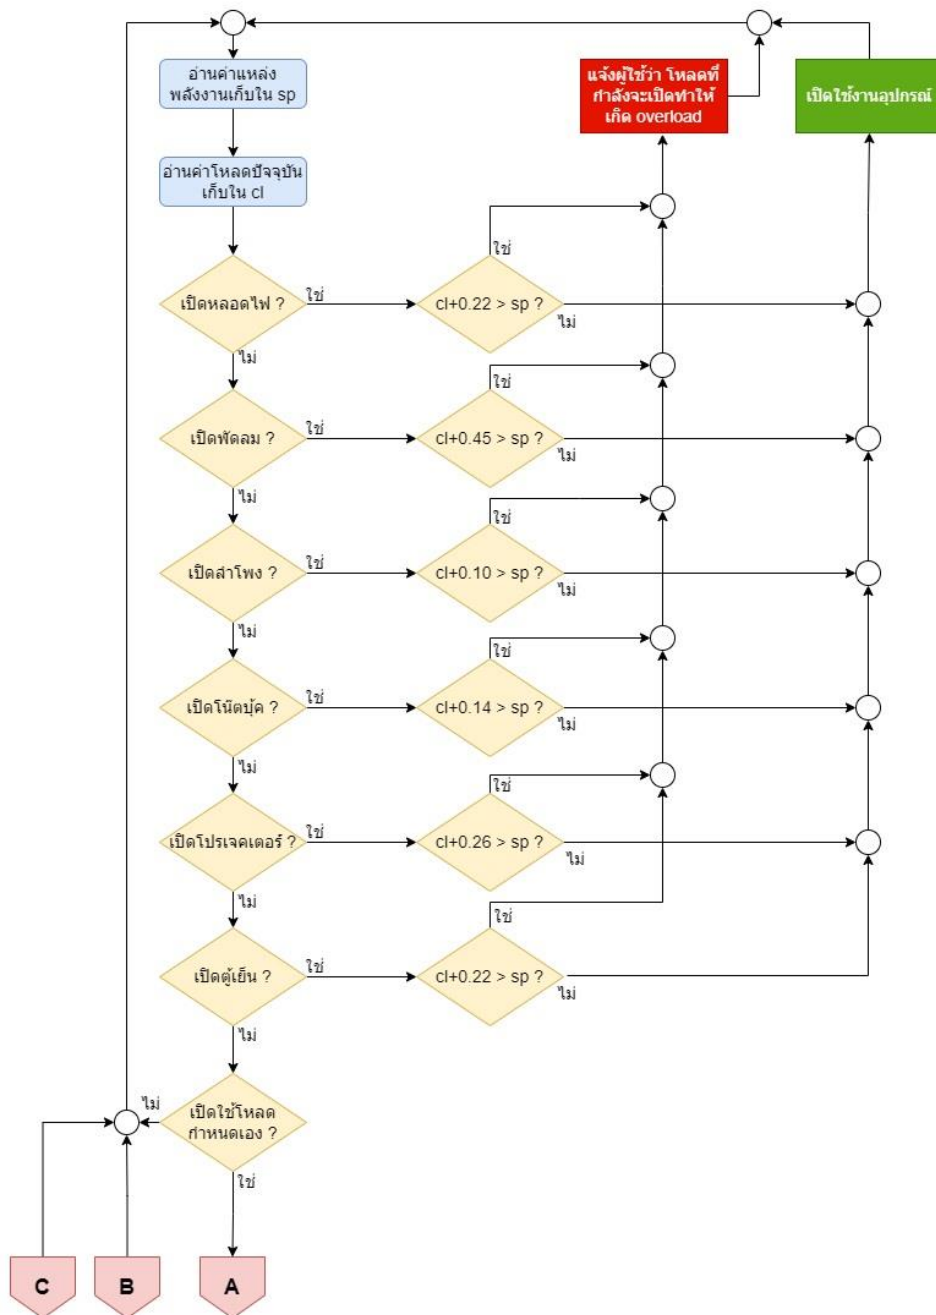 อ่านค่าแหล่ง
พลังงานเก็บใน sp
แจ้งผู้ใช้ว่า โหลดที่
กำลังจะเปิดทำให้
เกิด overload
เปิดใช้งานอุปกรณ์
อ่านค่าโหลดปัจจุบัน
เก็บใน cl
เปิดหลอดไฟ ?
ใช่
cl+0.22 > sp ?
ใช่
ไม่
ไม่
เปิดพัดลม ?
ใช่
cl+0.45 > sp ?
ใช่
ไม่
ไม่
เปิดลำโพง ?
ใช่
cl+0.10 > sp ?
ใช่
ไม่
ไม่
เปิดโน๊ตบุ้ค ?
ใช่
cl+0.14 > sp ?
ใช่
ไม่
ไม่
เปิดโปรเจคเตอร์ ?
ใช่
cl+0.26 > sp ?
ใช่
ไม่
ไม่
เปิดตู้เย็น ?
ใช่
cl+0.22 > sp ?
ใช่
ไม่
ไม่
เปิดใช้โหลด
กำหนดเอง ?
ไม่
ใช่
C
B
A